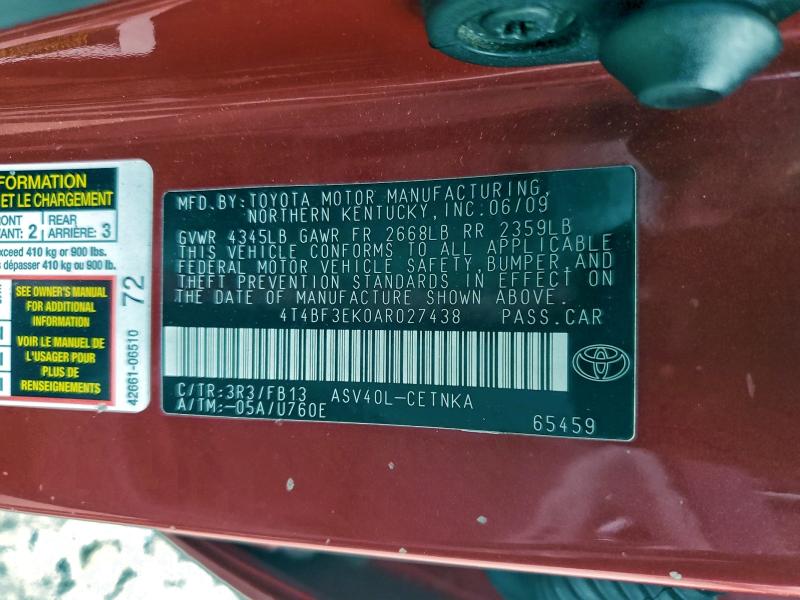 FORMATION
ET LE CHARGEMENT
2
REAR
ARRIÈRE: 3
exceed 410 kg or 900 lbs.
dépasser 410 kg ou 900 lb.
SEE OWNER'S MANUAL
FOR ADDITIONAL
INFORMATION
VOIR LE MANUEL DE
L'USAGER POUR
PLUS DE
RENSEIGNEMENTS
42661-06510 72
MFD.BY:TOYOTA MOTOR MANUFACTURING,
NORTHERN KENTUCKY,INC.06/09
GVWR 4345LB GAWR FR 2668LB RR 2359LB
THIS VEHICLE CONFORMS TO ALL APPLICABLE
FEDERAL MOTOR VEHICLE SAFETY,BUMPER,AND
THEFT PREVENTION STANDARDS IN EFFECT ON
THE DATE OF MANUFACTURE SHOWN ABOVE.
4T4BF3EK0AR027438 PASS.CAR
C/TR:3R3/FB13 ASV40L-CETNKA
A/TM:-05A/U760E
65459